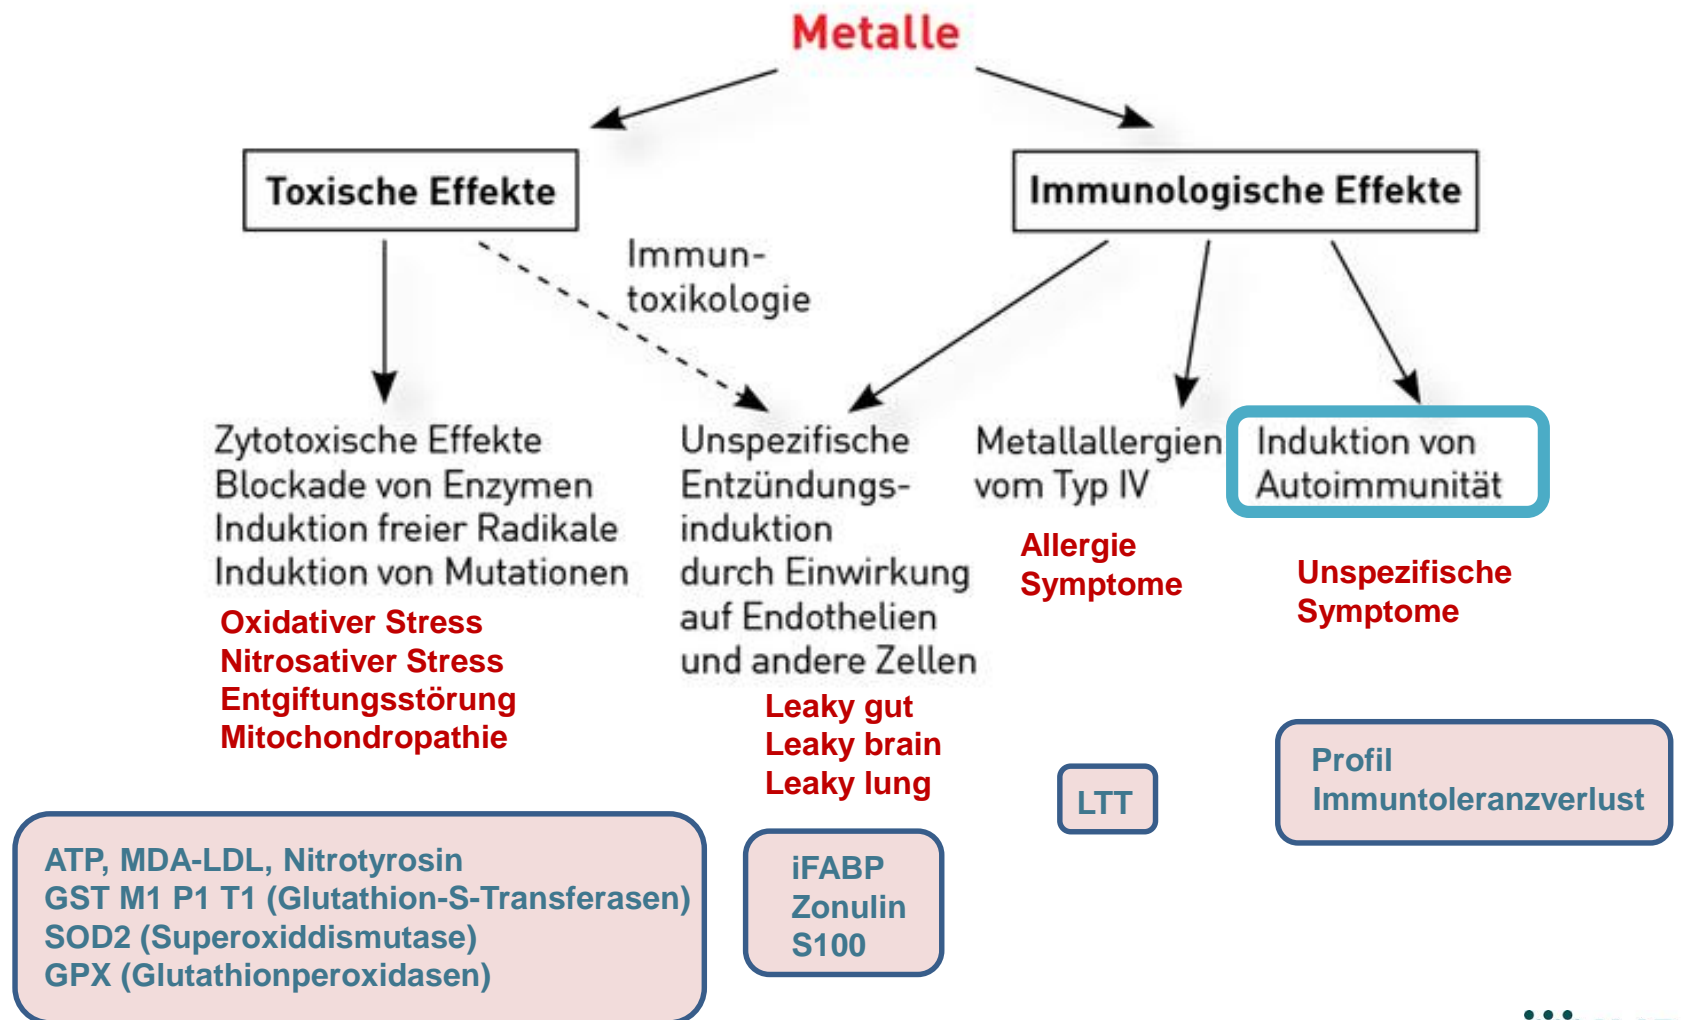 Metalle
Toxische Effekte
Immunologische Effekte
Immun-
toxikologie
Zytotoxische Effekte
Blockade von Enzymen
Induktion freier Radikale
Induktion von Mutationen
Oxidativer Stress
Nitrosativer Stress
Entgiftungsstörung
Mitochondropathie
Unspezifische
Entzündungs-
induktion
durch Einwirkung
auf Endothelien
und andere Zellen
Leaky gut
Leaky brain
Leaky lung
Metallallergien
vom Typ IV
Allergie
Symptome
Induktion von
Autoimmunität
Unspezifische
Symptome
ATP, MDA-LDL, Nitrotyrosin
GST M1 P1 T1 (Glutathion-S-Transferasen)
SOD2 (Superoxiddismutase)
GPX (Glutathionperoxidasen)
iFABP
Zonulin
S100
LTT
Profil
Immuntoleranzverlust